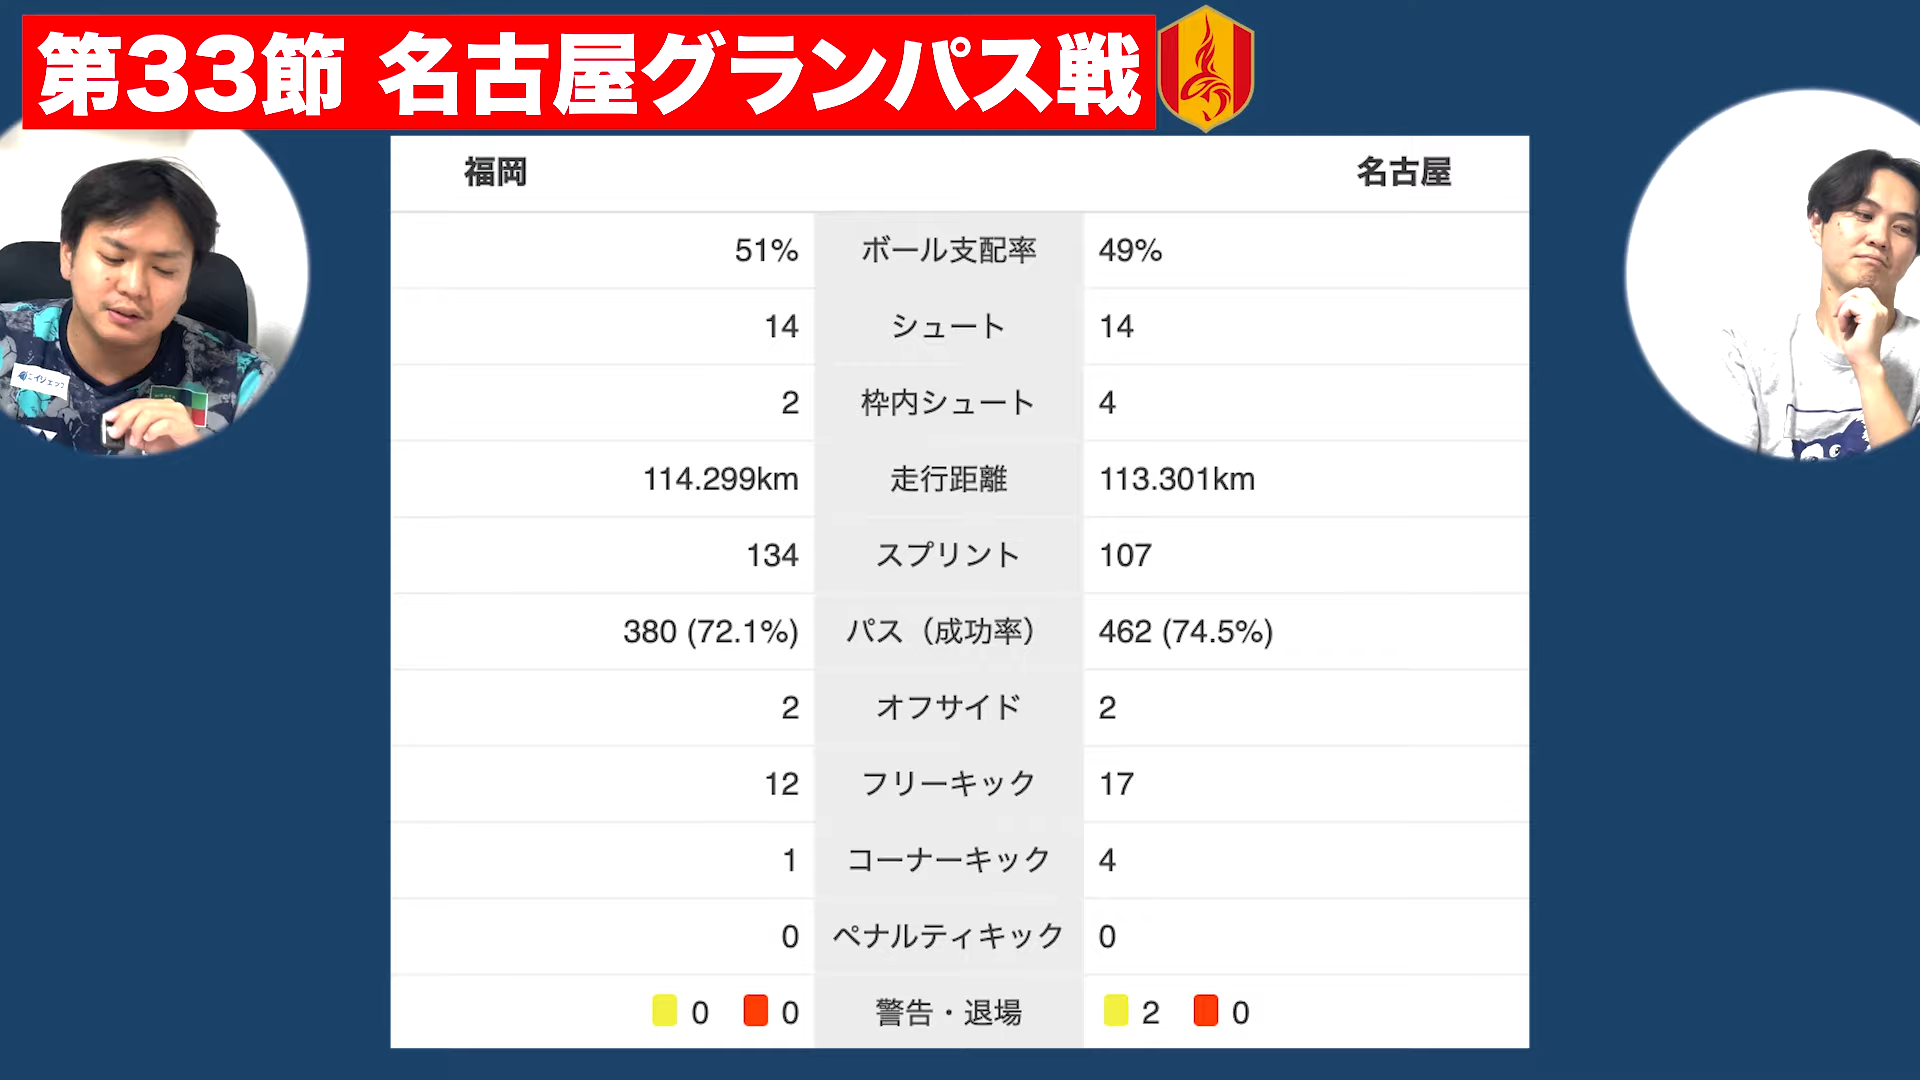 第33節 名古屋グランパス戦
福岡 名古屋
51% ボール支配率 49%
14 シュート 14
2 枠内シュート 4
114.299km 走行距離 113.301km
134 スプリント 107
380 (72.1%) パス（成功率） 462 (74.5%)
2 オフサイド 2
12 フリーキック 17
1 コーナーキック 4
0 ペナルティキック 0
0 0 警告・退場 2 0